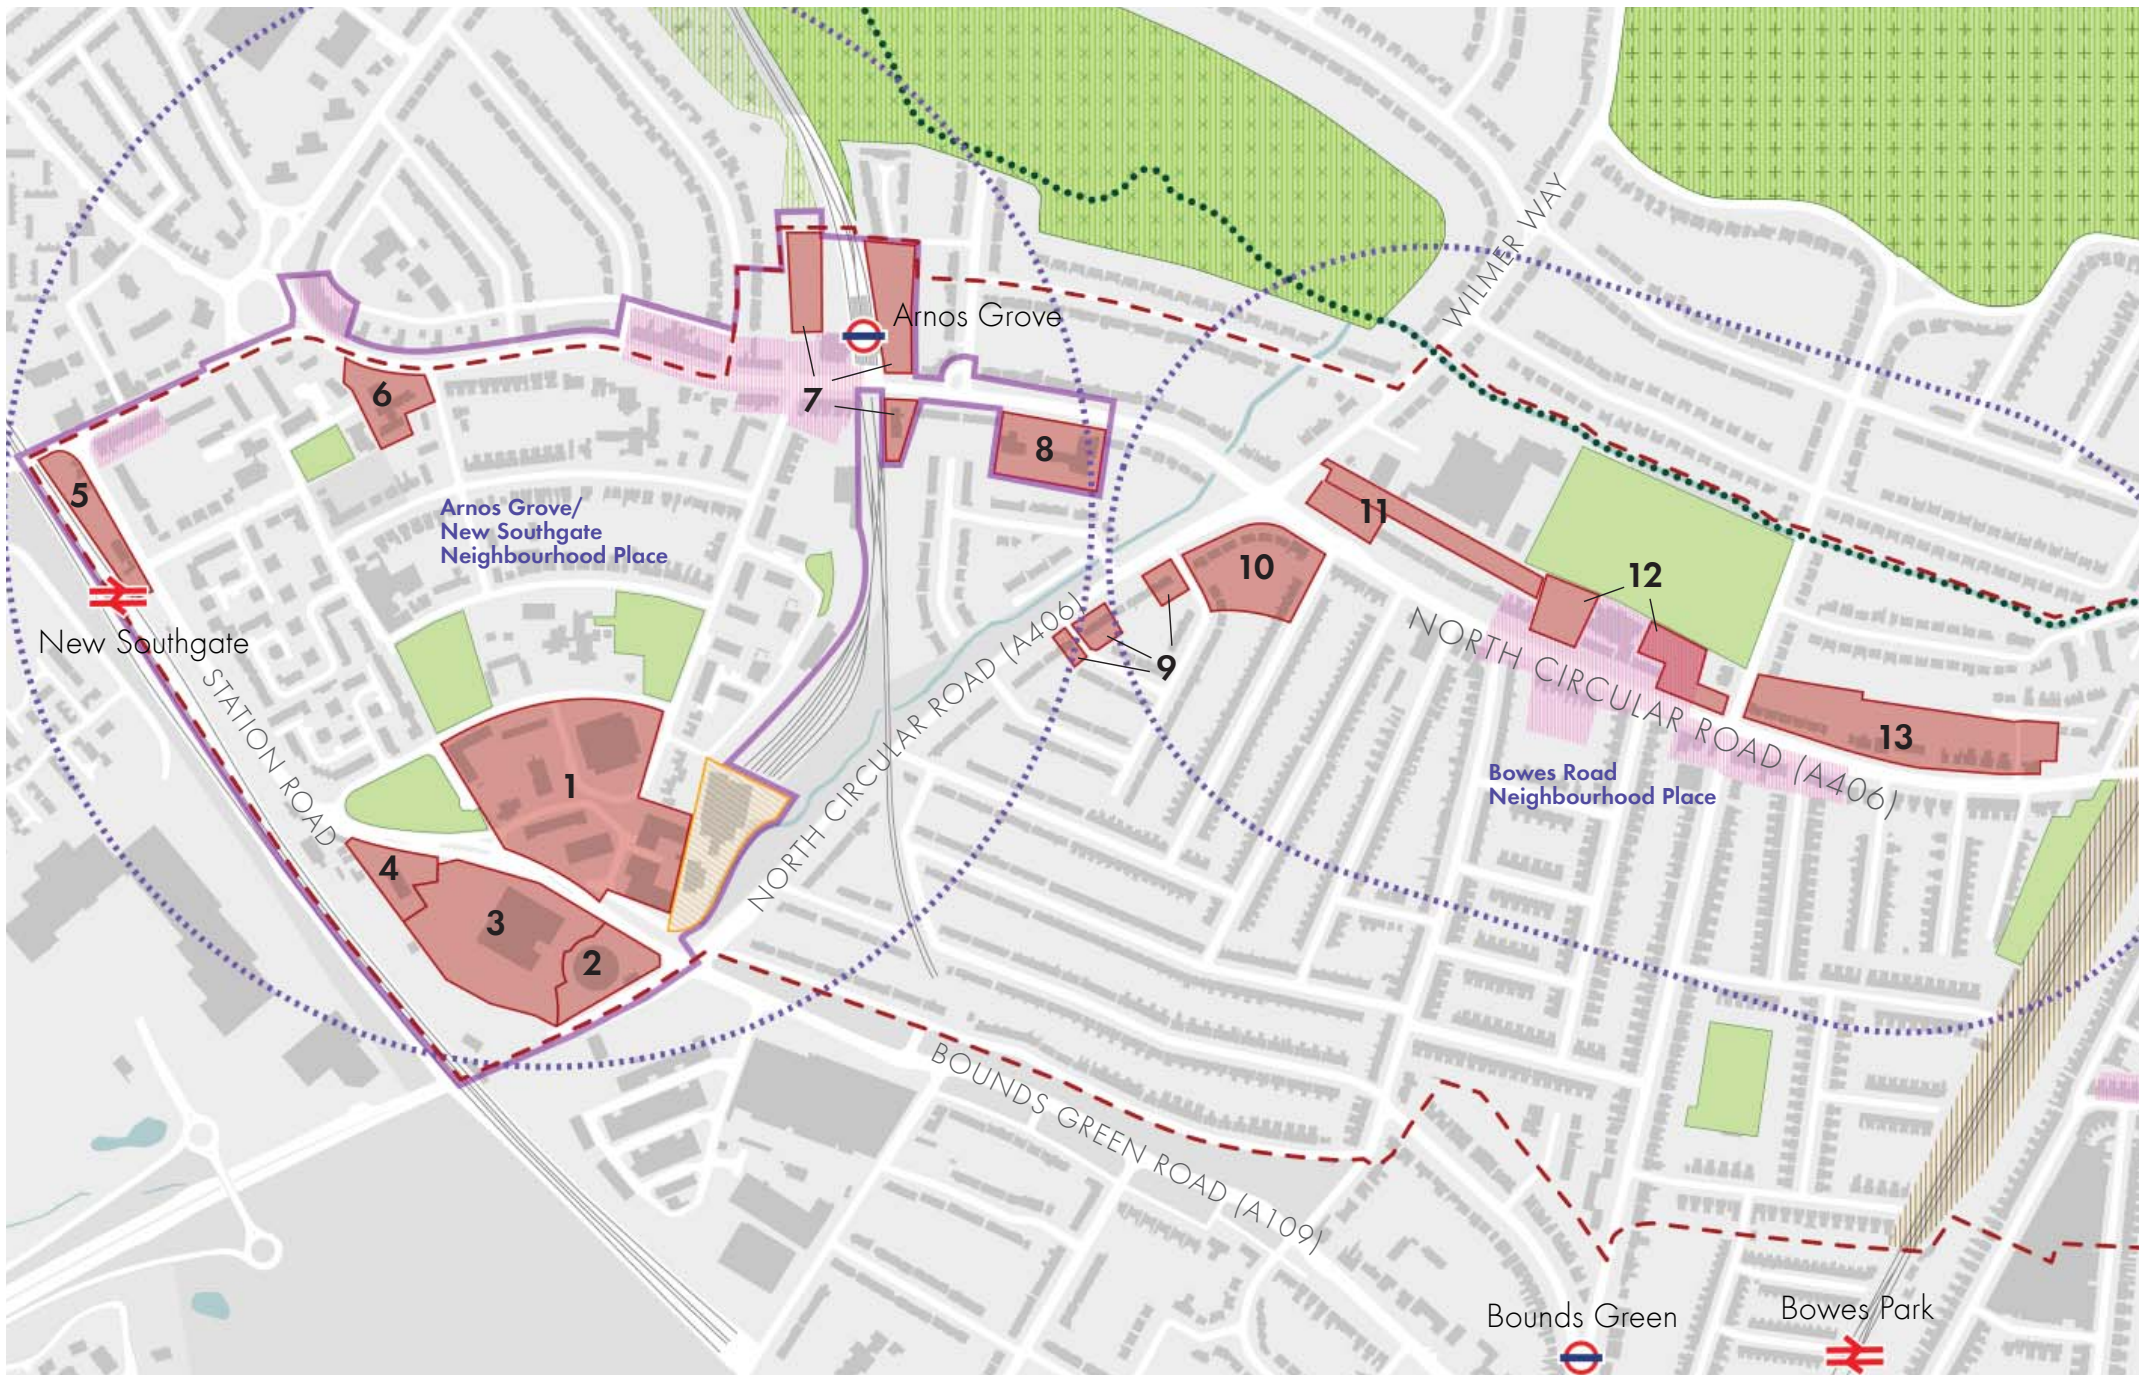 WILMER WAY
Arnos Grove
6
7
8
5
11
Arnos Grove/
New Southgate
Neighbourhood Place
10
12
9
New Southgate
STATION ROAD
NORTH CIRCULAR ROAD (A406)
NORTH CIRCULAR ROAD (A406)
13
1
Bowes Road
Neighbourhood Place
4
3
2
BOUNDS GREEN ROAD (A109)
Bounds Green
Bowes Park